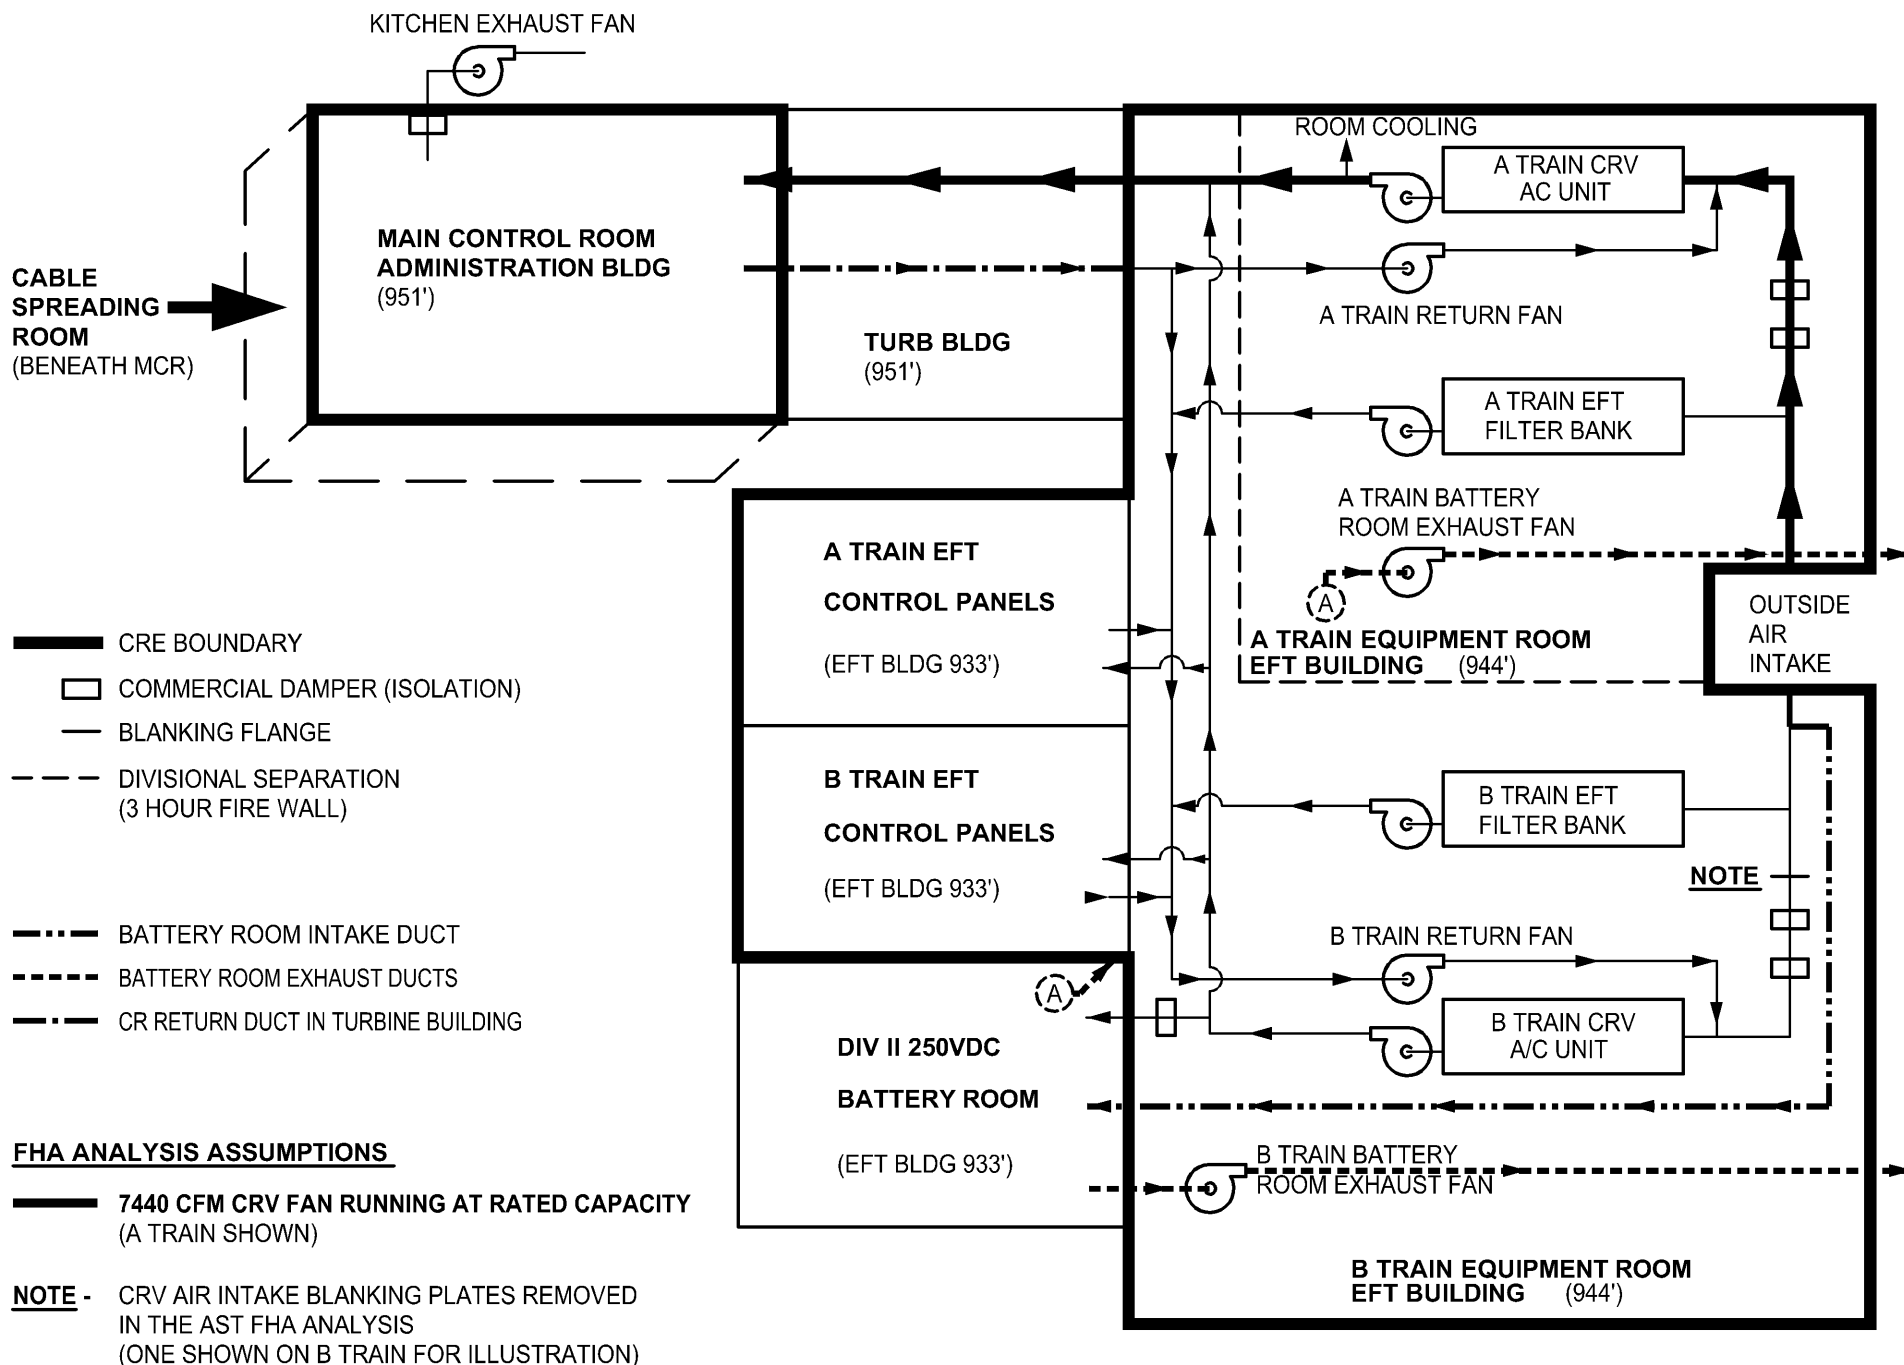 KITCHEN EXHAUST FAN
ROOM COOLING
A TRAIN CRV
AC UNIT
MAIN CONTROL ROOM
ADMINISTRATION BLDG
(951')
CABLE
SPREADING
ROOM
(BENEATH MCR)
TURB BLDG
(951')
A TRAIN RETURN FAN
A TRAIN EFT
FILTER BANK
A TRAIN BATTERY
ROOM EXHAUST FAN
A
A TRAIN EQUIPMENT ROOM
EFT BUILDING (944')
OUTSIDE
AIR
INTAKE
A TRAIN EFT
CONTROL PANELS
(EFT BLDG 933')
B TRAIN EFT
CONTROL PANELS
(EFT BLDG 933')
B TRAIN EFT
FILTER BANK
NOTE
B TRAIN RETURN FAN
B TRAIN CRV
A/C UNIT
A
DIV II 250VDC
BATTERY ROOM
(EFT BLDG 933')
B TRAIN BATTERY
ROOM EXHAUST FAN
B TRAIN EQUIPMENT ROOM
EFT BUILDING (944')
CRE BOUNDARY
COMMERCIAL DAMPER (ISOLATION)
BLANKING FLANGE
DIVISIONAL SEPARATION
(3 HOUR FIRE WALL)
BATTERY ROOM INTAKE DUCT
BATTERY ROOM EXHAUST DUCTS
CR RETURN DUCT IN TURBINE BUILDING
FHA ANALYSIS ASSUMPTIONS
7440 CFM CRV FAN RUNNING AT RATED CAPACITY
(A TRAIN SHOWN)
NOTE - CRV AIR INTAKE BLANKING PLATES REMOVED
IN THE AST FHA ANALYSIS
(ONE SHOWN ON B TRAIN FOR ILLUSTRATION)